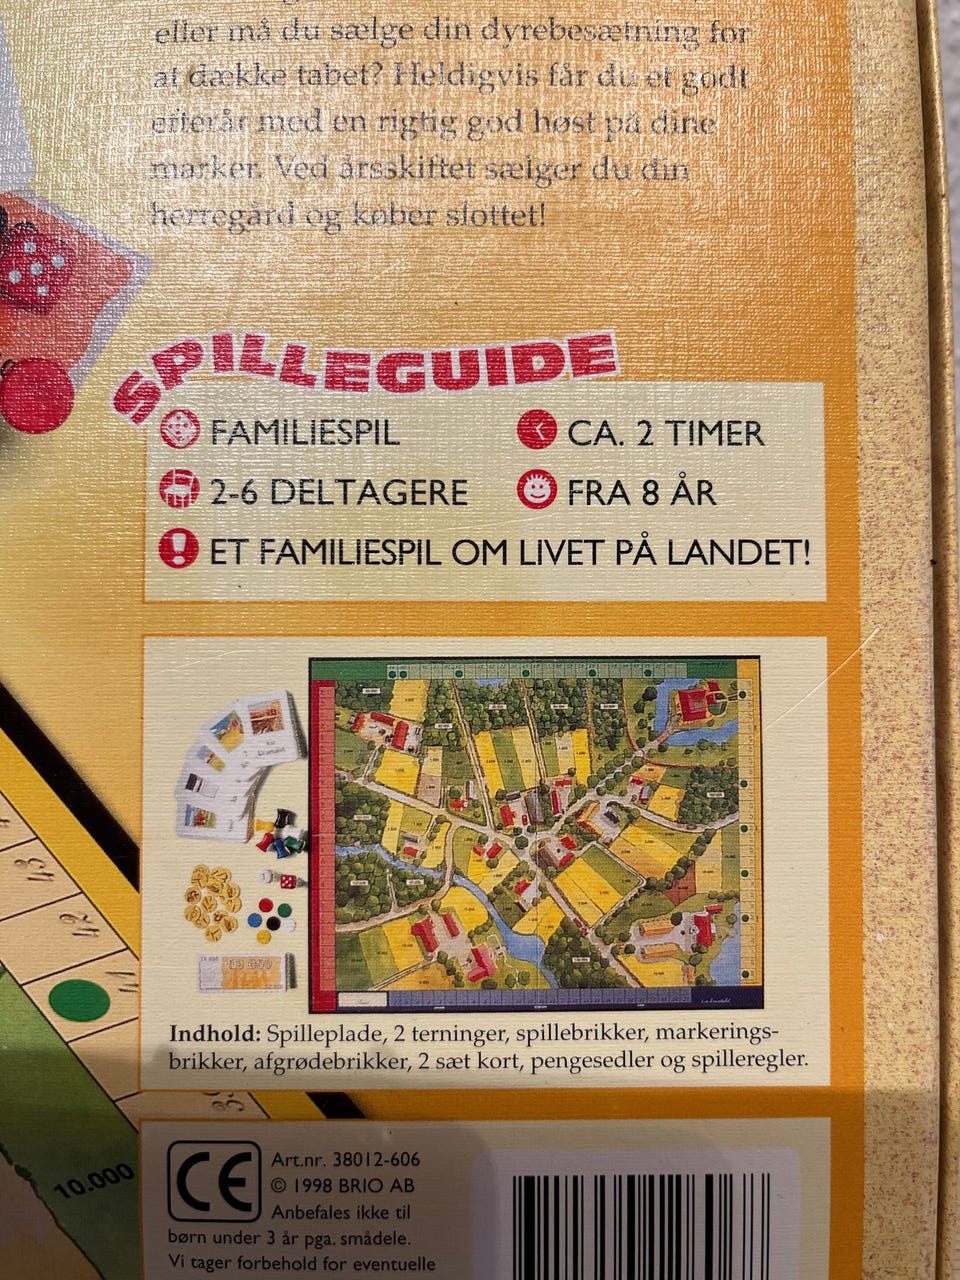 eller må du sælge din dyrebesætning for
at dække tabet? Heldigvis får du et godt
efterår med en rigtig god høst på dine
marker. Ved årsskiftet sælger du din
herregård og køber slottet!
SPILLEGUIDE
FAMILIESPIL
CA. 2 TIMER
2-6 DELTAGERE
FRA 8 ÅR
ET FAMILIESPIL OM LIVET PÅ LANDET!
Indhold: Spilleplade, 2 terninger, spillebrikker, markerings-
brikker, afgrødebrikker, 2 sæt kort, pengesedler og spilleregler.
43
42
41
10.000
CE
Art.nr. 38012-606
© 1998 BRIO AB
Anbefales ikke til
børn under 3 år pga. smådele.
Vi tager forbehold for eventuelle